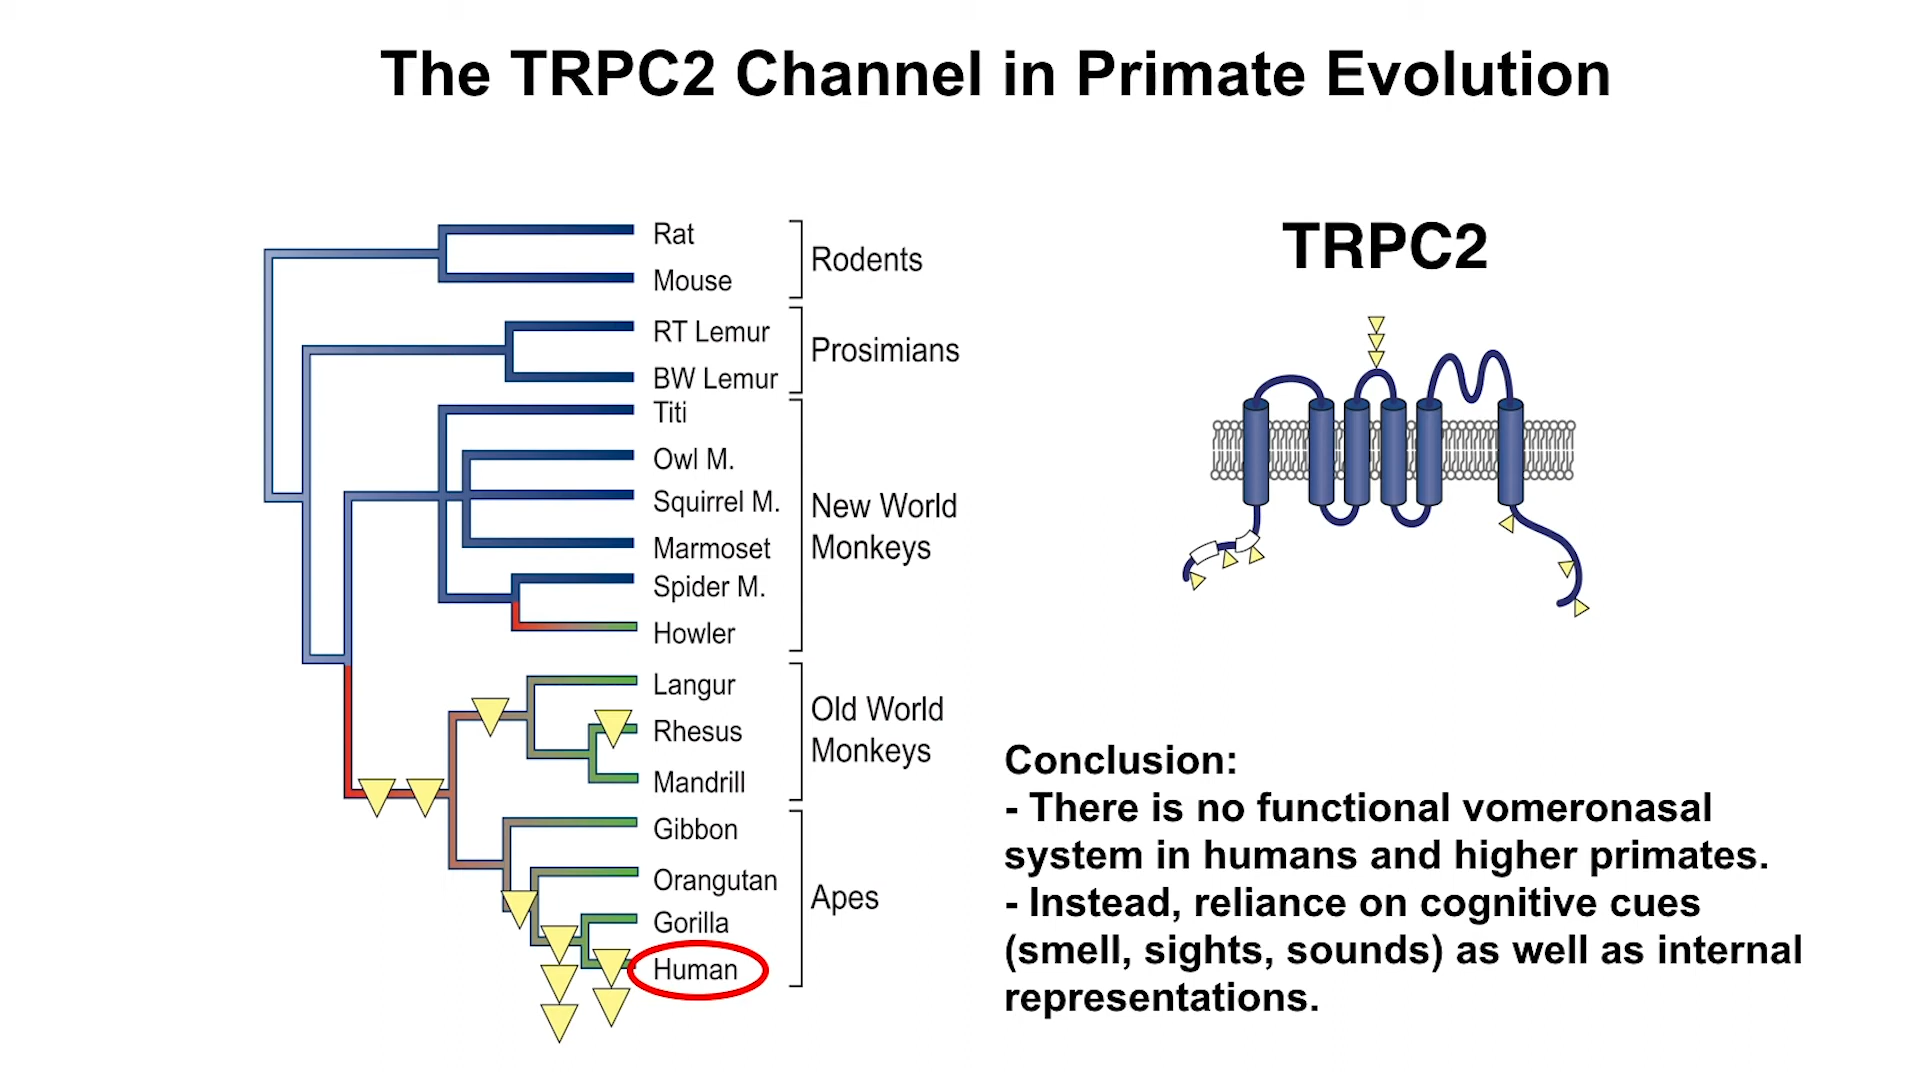 The TRPC2 Channel in Primate Evolution
Rat
Mouse
Rodents
RT Lemur
BW Lemur
Prosimians
Titi
Owl M.
Squirrel M.
Marmoset
Spider M.
Howler
New World
Monkeys
Langur
Rhesus
Mandrill
Old World
Monkeys
Gibbon
Orangutan
Gorilla
Human
Apes
TRPC2
Conclusion:
- There is no functional vomeronasal
system in humans and higher primates.
- Instead, reliance on cognitive cues
(smell, sights, sounds) as well as internal
representations.